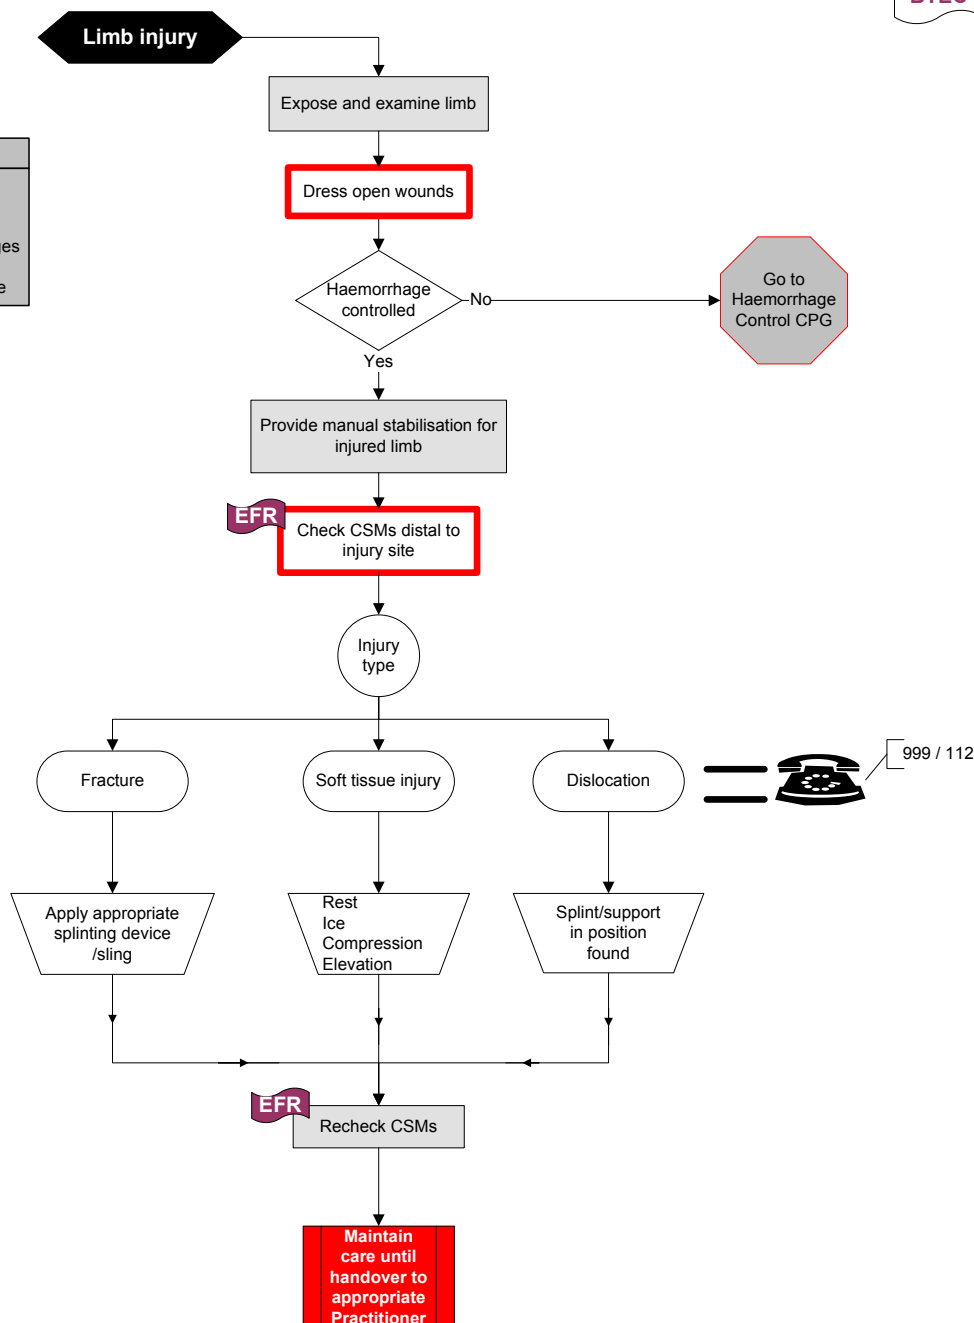 Limb injury
Expose and examine limb
Dress open wounds
Haemorrhage
controlled
No
Go to
Haemorrhage
Control CPG
Yes
Provide manual stabilisation for
injured limb
EFR
Check CSMs distal to
injury site
Injury
type
Fracture
Soft tissue injury
Dislocation
999 / 112
Apply appropriate
splinting device
/sling
Rest
Ice
Compression
Elevation
Splint/support
in position
found
EFR
Recheck CSMs
Maintain
care until
handover to
appropriate
Practitioner